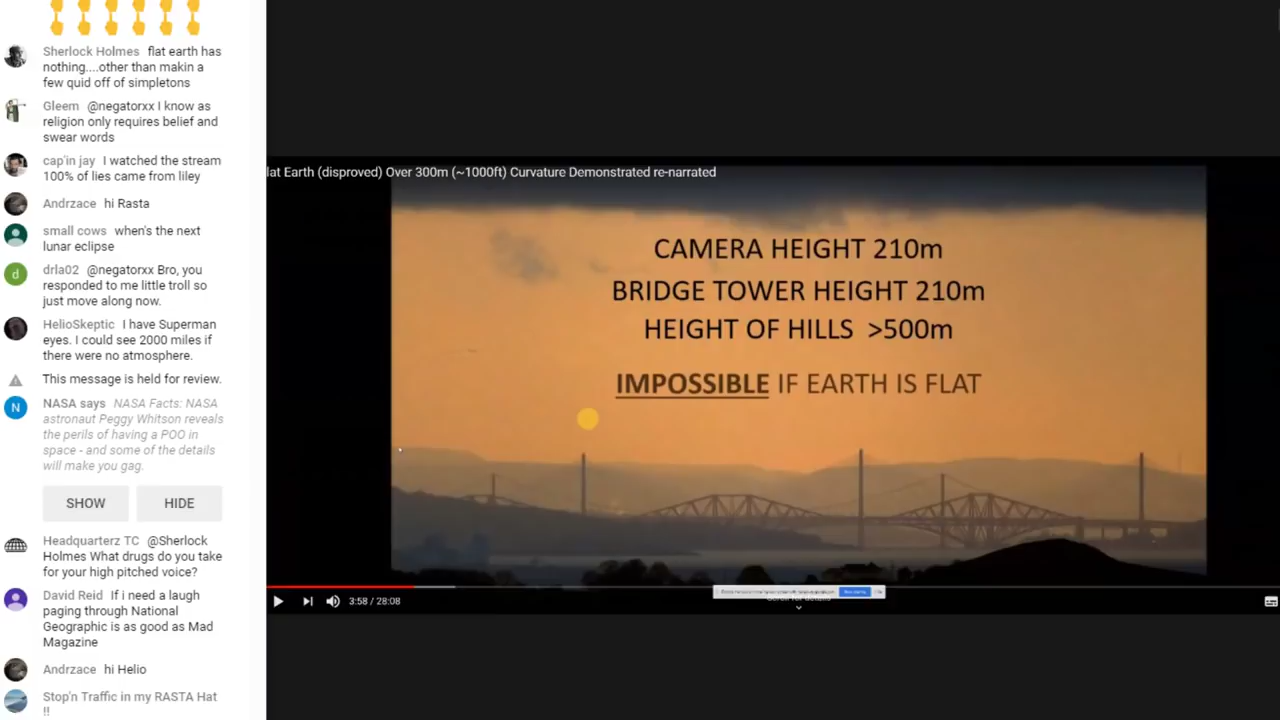 Sherlock Holmes flat earth has
nothing....other than makin a
few quid off of simpletons
Gleem @negatorxx I know as
religion only requires belief and
swear words
cap'in jay I watched the stream
100% of lies came from liley
Andrzace hi Rasta
small cows when's the next
lunar eclipse
d
drla02 @negatorxx Bro, you
responded to me little troll so
just move along now.
HelioSkeptic I have Superman
eyes. I could see 2000 miles if
there were no atmosphere.
This message is held for review.
N
NASA says NASA Facts: NASA
astronaut Peggy Whitson reveals
the perils of having a POO in
space - and some of the details
will make you gag.
SHOW HIDE
Headquarterz TC @Sherlock
Holmes What drugs do you take
for your high pitched voice?
David Reid If i need a laugh
paging through National
Geographic is as good as Mad
Magazine
Andrzace hi Helio
Stop'n Traffic in my RASTA Hat
!!
lat Earth (disproved) Over 300m (~1000ft) Curvature Demonstrated re-narrated
CAMERA HEIGHT 210m
BRIDGE TOWER HEIGHT 210m
HEIGHT OF HILLS >500m
IMPOSSIBLE IF EARTH IS FLAT
3:58 / 28:08
Scroll for details